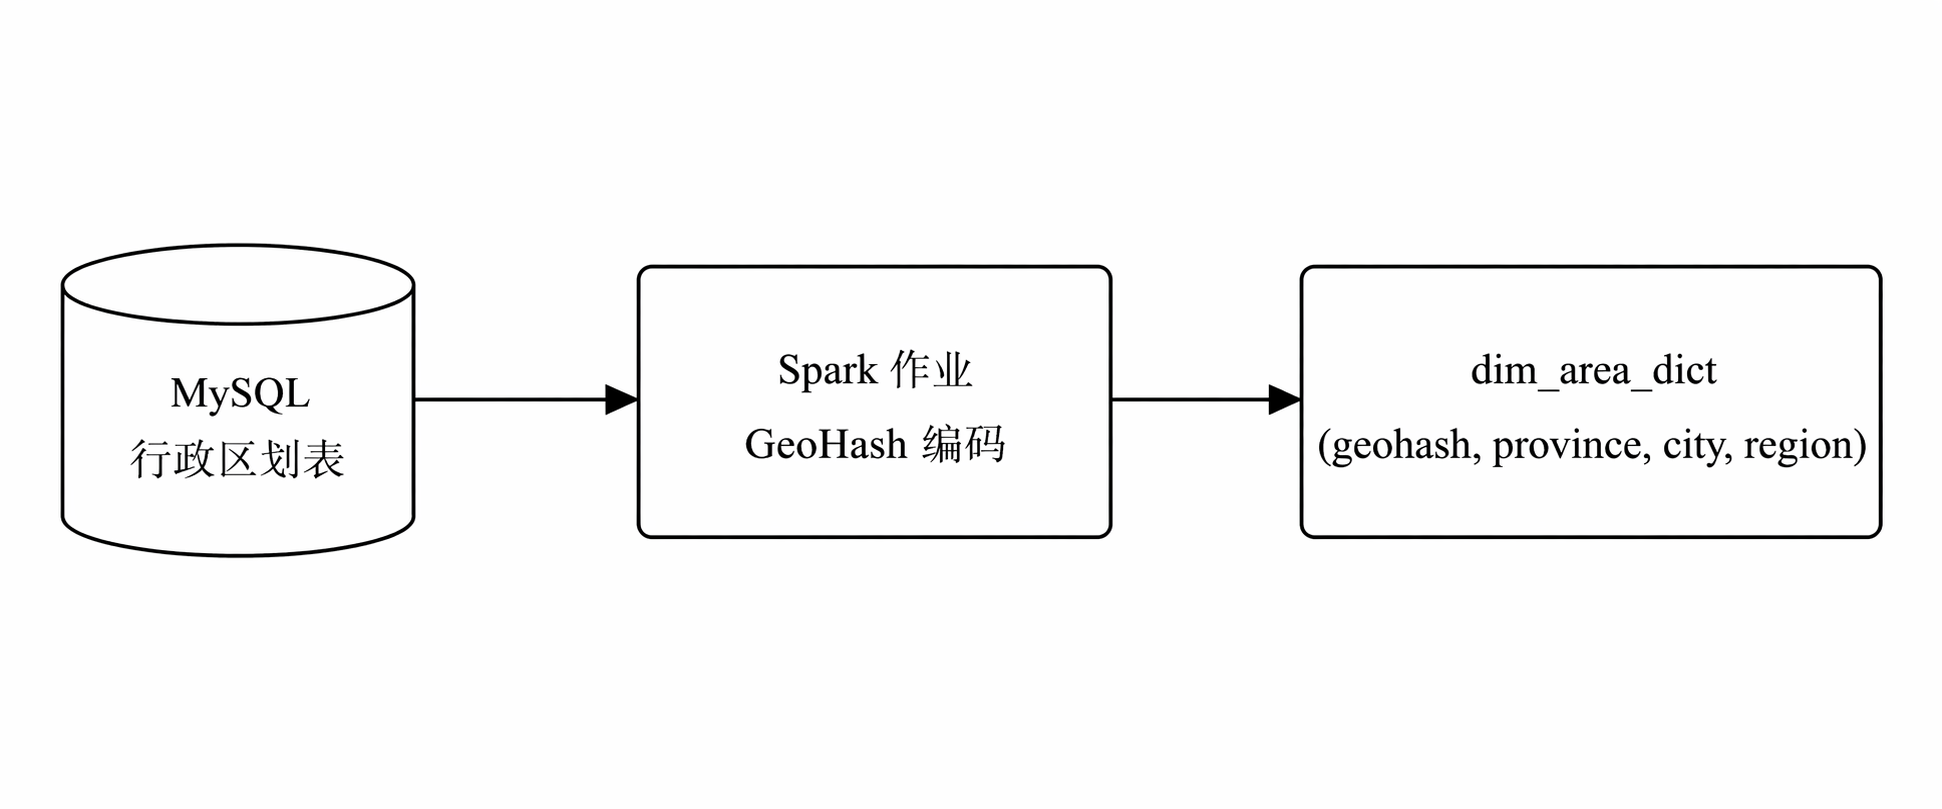 MySQL
行政区划表
Spark 作业
GeoHash 编码
dim_area_dict
(geohash, province, city, region)